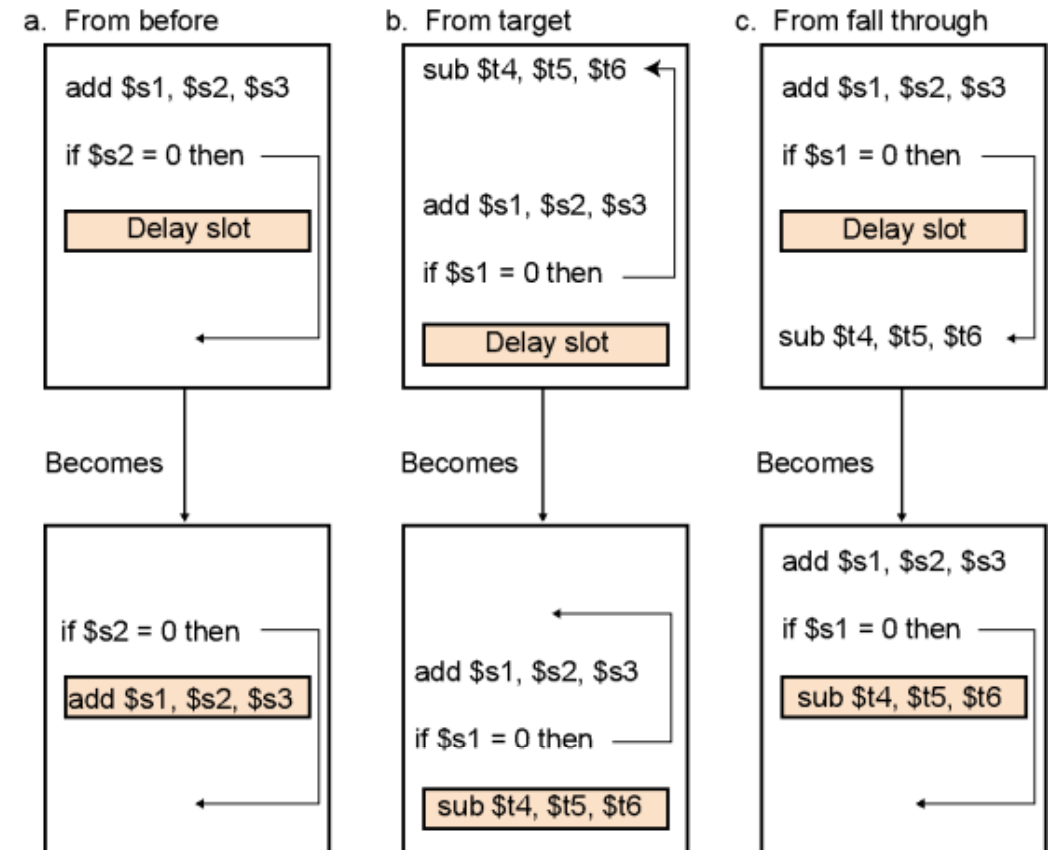 a. From before
add $s1, $s2, $s3
if $s2 = 0 then
Delay slot
Becomes
if $s2 = 0 then
add $s1, $s2, $s3
b. From target
sub $t4, $t5, $t6
add $s1, $s2, $s3
if $s1 = 0 then
Delay slot
Becomes
add $s1, $s2, $s3
if $s1 = 0 then
sub $t4, $t5, $t6
c. From fall through
add $s1, $s2, $s3
if $s1 = 0 then
Delay slot
sub $t4, $t5, $t6
Becomes
add $s1, $s2, $s3
if $s1 = 0 then
sub $t4, $t5, $t6